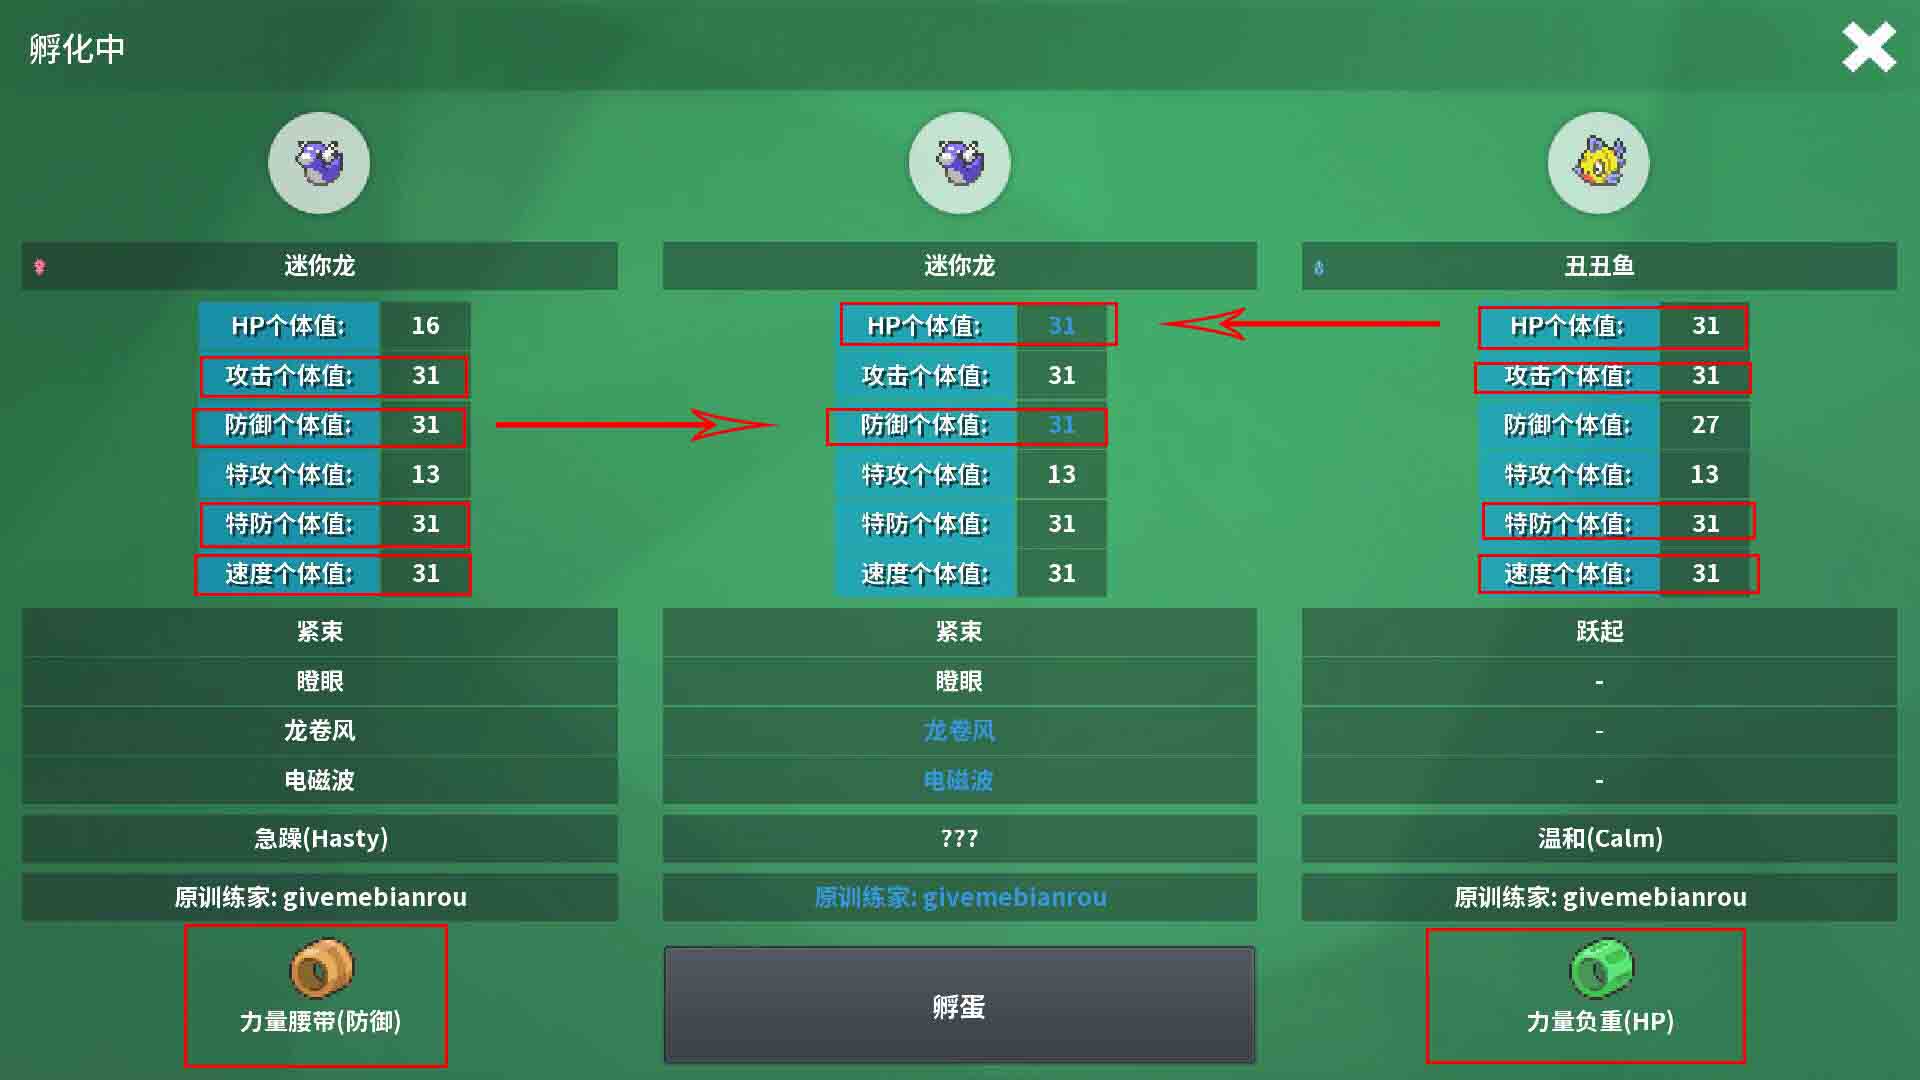 孵化中
迷你龙
HP个体值: 16
攻击个体值: 31
防御个体值: 31
特攻个体值: 13
特防个体值: 31
速度个体值: 31
紧束
瞪眼
龙卷风
电磁波
急躁(Hasty)
原训练家: givemebianrou
力量腰带(防御)
迷你龙
HP个体值: 31
攻击个体值: 31
防御个体值: 31
特攻个体值: 13
特防个体值: 31
速度个体值: 31
紧束
瞪眼
龙卷风
电磁波
???
原训练家: givemebianrou
孵蛋
丑丑鱼
HP个体值: 31
攻击个体值: 31
防御个体值: 27
特攻个体值: 13
特防个体值: 31
速度个体值: 31
跃起
-
-
-
温和(Calm)
原训练家: givemebianrou
力量负重(HP)